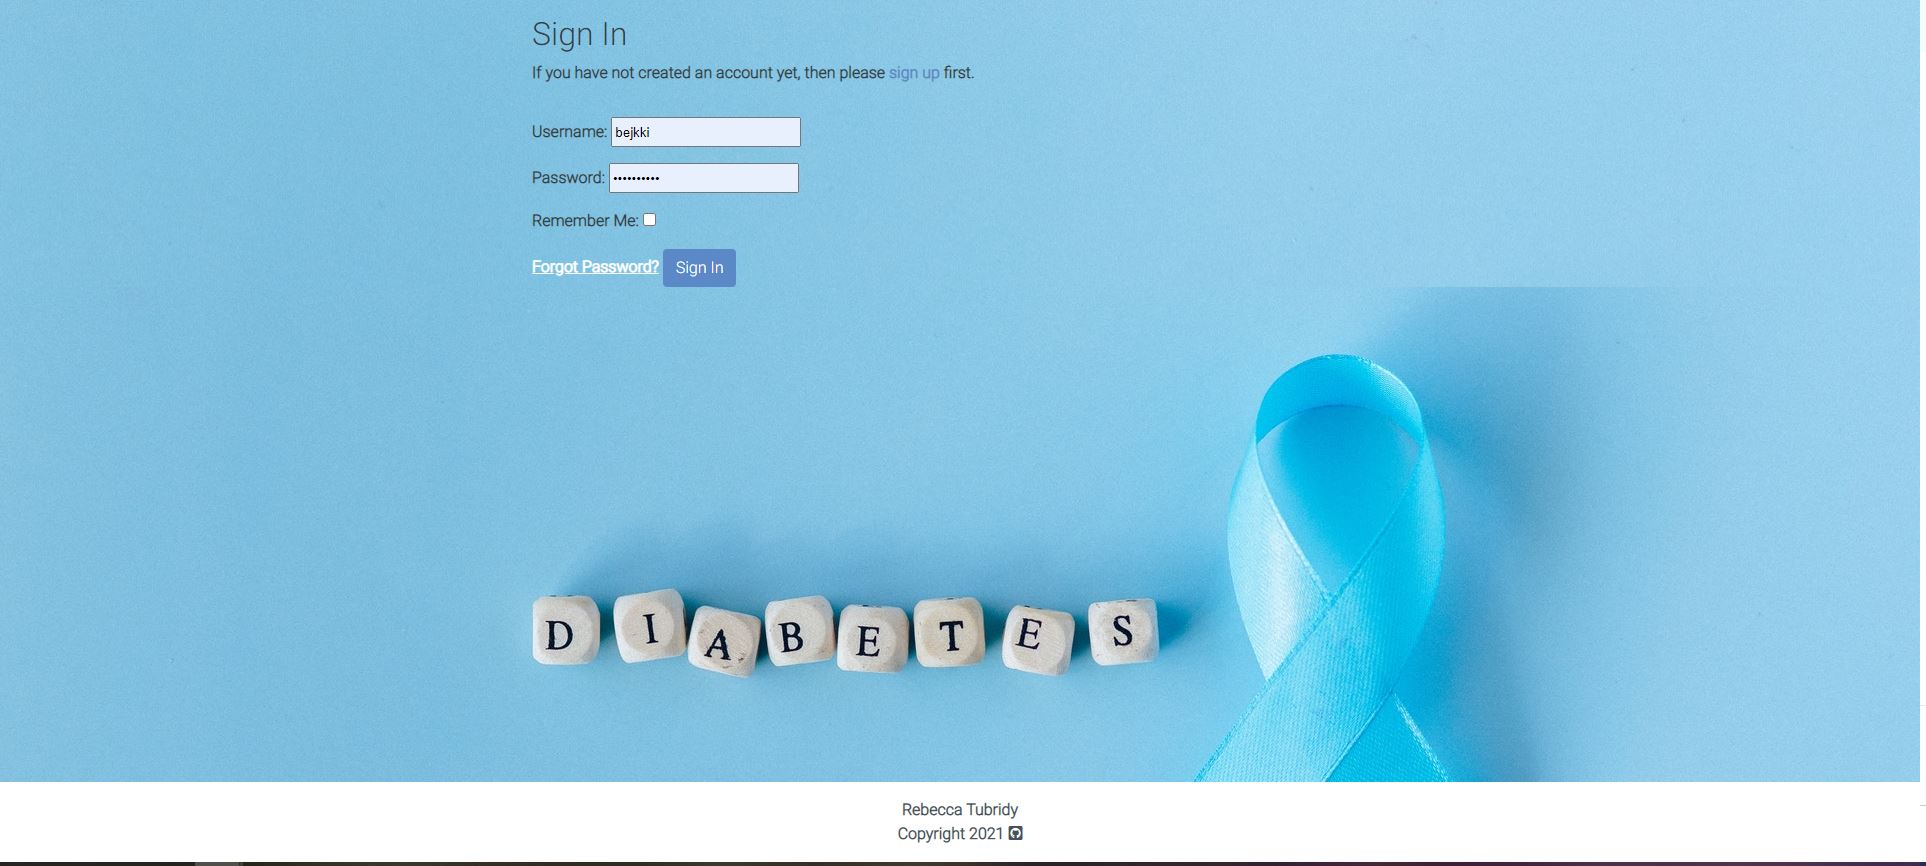 Sign In
If you have not created an account yet, then please sign up first.
Username: bejkki
Password: ••••••••••
Remember Me:
Forgot Password? Sign In
DIABETES
Rebecca Tubridy
Copyright 2021